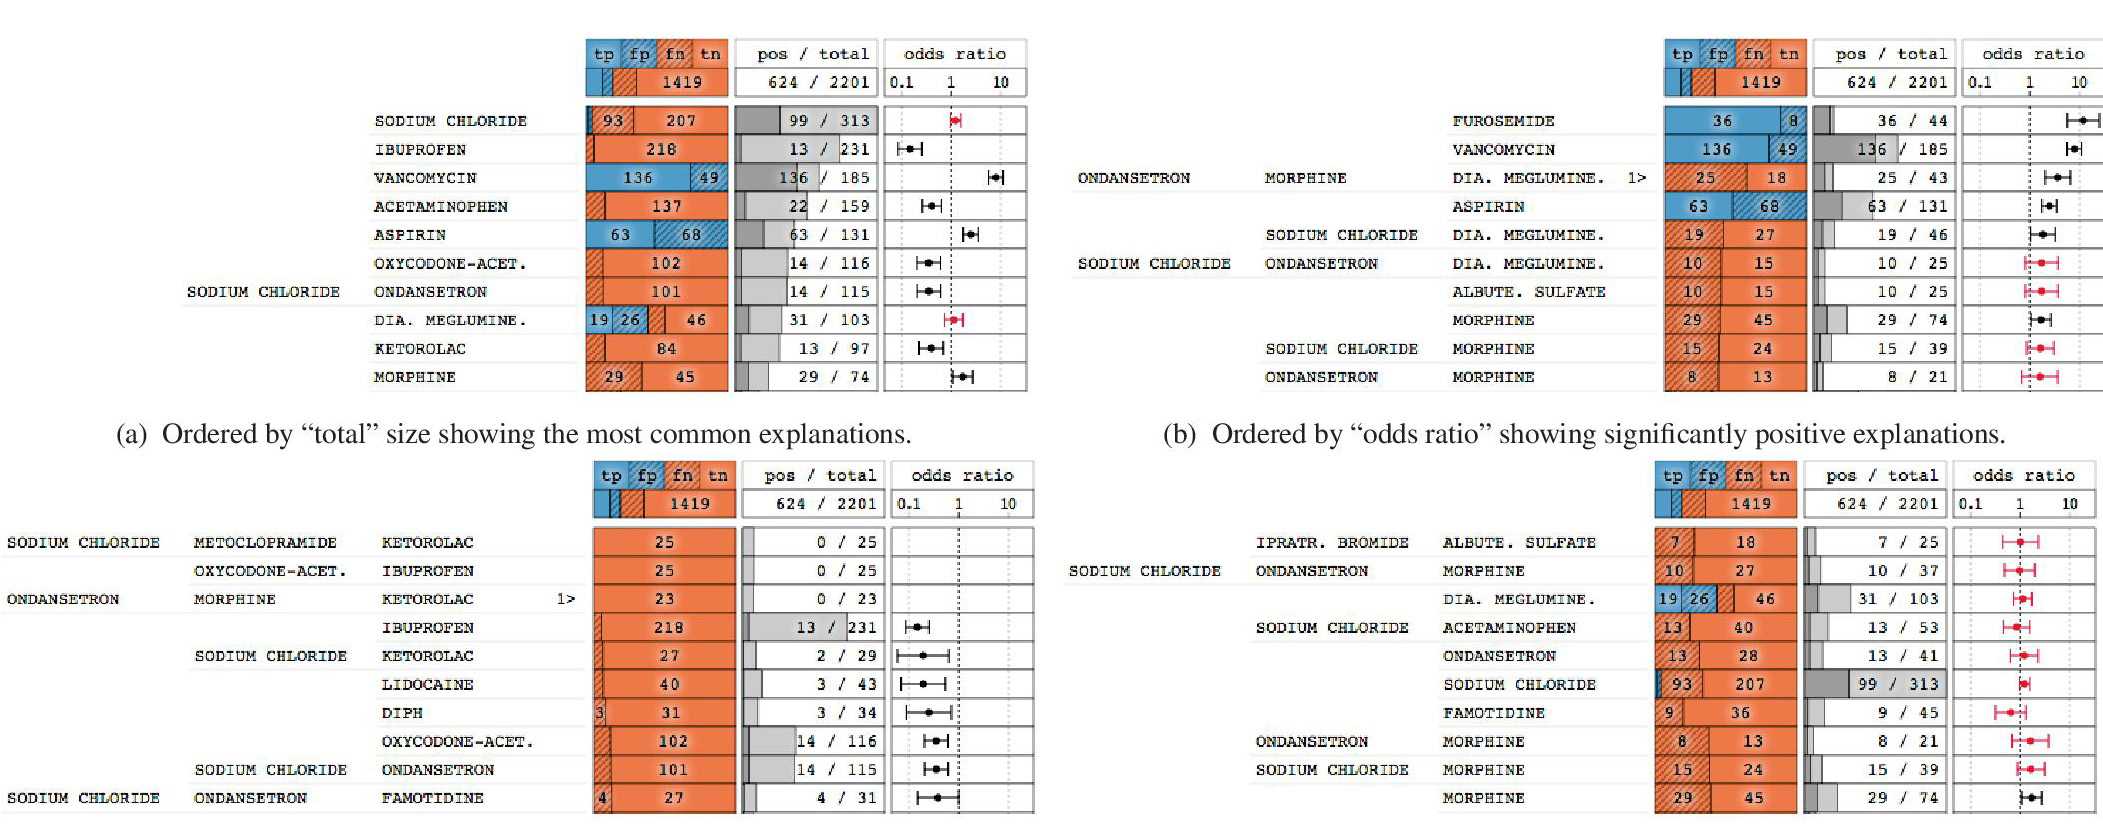 tp fp fn tn pos / total odds ratio
1419 624 / 2201 0.1 1 10
SODIUM CHLORIDE 93 207 99 / 313
IBUPROFEN 218 13 / 231
VANCOMYCIN 136 49 136 / 185
ACETAMINOPHEN 137 22 / 159
ASPIRIN 63 68 63 / 131
OXYCODONE-ACET. 102 14 / 116
SODIUM CHLORIDE ONDANSETRON 101 14 / 115
DIA. MEGLUMINE. 19 26 46 31 / 103
KETOROLAC 84 13 / 97
MORPHINE 29 45 29 / 74
(a) Ordered by “total” size showing the most common explanations.
tp fp fn tn pos / total odds ratio
1419 624 / 2201 0.1 1 10
FUROSEMIDE 36 8 36 / 44
VANCOMYCIN 136 49 136 / 185
ONDANSETRON MORPHINE DIA. MEGLUMINE. 1> 25 18 25 / 43
ASPIRIN 63 68 63 / 131
SODIUM CHLORIDE DIA. MEGLUMINE. 19 27 19 / 46
SODIUM CHLORIDE ONDANSETRON DIA. MEGLUMINE. 10 15 10 / 25
ALBUTE. SULFATE 10 15 10 / 25
MORPHINE 29 45 29 / 74
SODIUM CHLORIDE MORPHINE 15 24 15 / 39
ONDANSETRON MORPHINE 8 13 8 / 21
(b) Ordered by “odds ratio” showing significantly positive explanations.
tp fp fn tn pos / total odds ratio
1419 624 / 2201 0.1 1 10
SODIUM CHLORIDE METOCLOPRAMIDE KETOROLAC 25 0 / 25
OXYCODONE-ACET. IBUPROFEN 25 0 / 25
ONDANSETRON MORPHINE KETOROLAC 1> 23 0 / 23
IBUPROFEN 218 13 / 231
SODIUM CHLORIDE KETOROLAC 27 2 / 29
LIDOCAINE 40 3 / 43
DIPH 3 31 3 / 34
OXYCODONE-ACET. 102 14 / 116
SODIUM CHLORIDE ONDANSETRON 101 14 / 115
SODIUM CHLORIDE ONDANSETRON FAMOTIDINE 4 27 4 / 31
tp fp fn tn pos / total odds ratio
1419 624 / 2201 0.1 1 10
IPRATR. BROMIDE ALBUTE. SULFATE 7 18 7 / 25
SODIUM CHLORIDE ONDANSETRON MORPHINE 10 27 10 / 37
DIA. MEGLUMINE. 19 26 46 31 / 103
SODIUM CHLORIDE ACETAMINOPHEN 13 40 13 / 53
ONDANSETRON 13 28 13 / 41
SODIUM CHLORIDE 93 207 99 / 313
FAMOTIDINE 9 36 9 / 45
ONDANSETRON MORPHINE 8 13 8 / 21
SODIUM CHLORIDE MORPHINE 15 24 15 / 39
MORPHINE 29 45 29 / 74